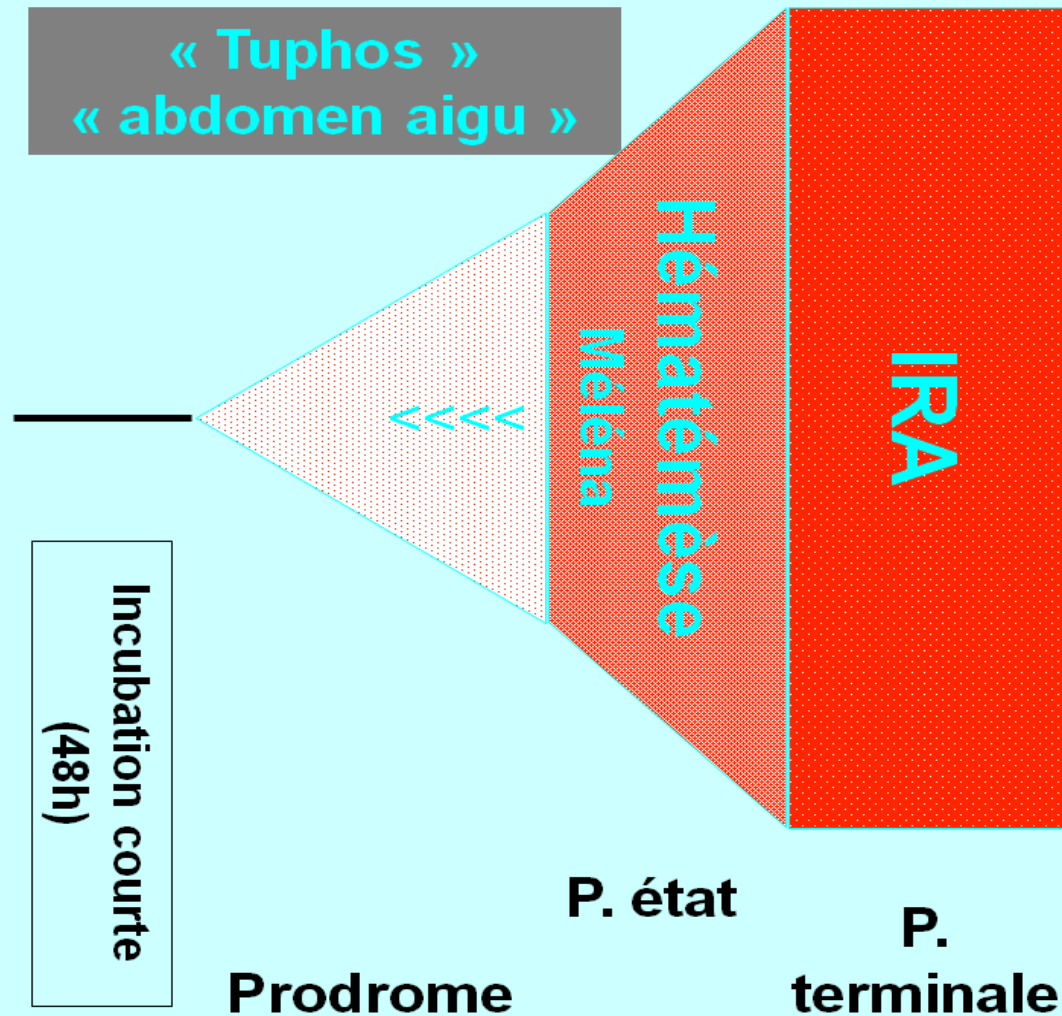 « Tuphos »
« abdomen aigu »
Hématémèse
Méléna
<<<<
IRA
Incubation courte
(48h)
P. état
Prodrome
P.
terminale